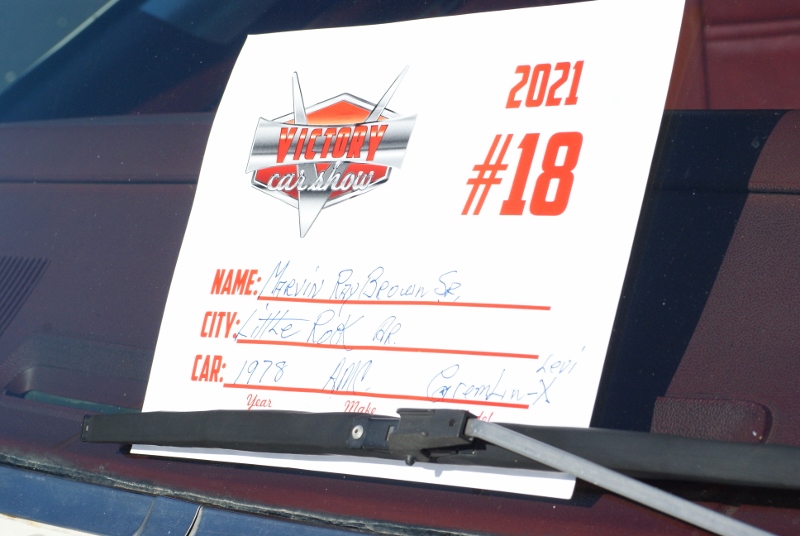 2021
VICTORY
car show
#18
NAME: Marvin Ray Brown Sr.
CITY: Little Rock Ar.
CAR: 1978 AMC. Gremlin-X Levi
Year Make